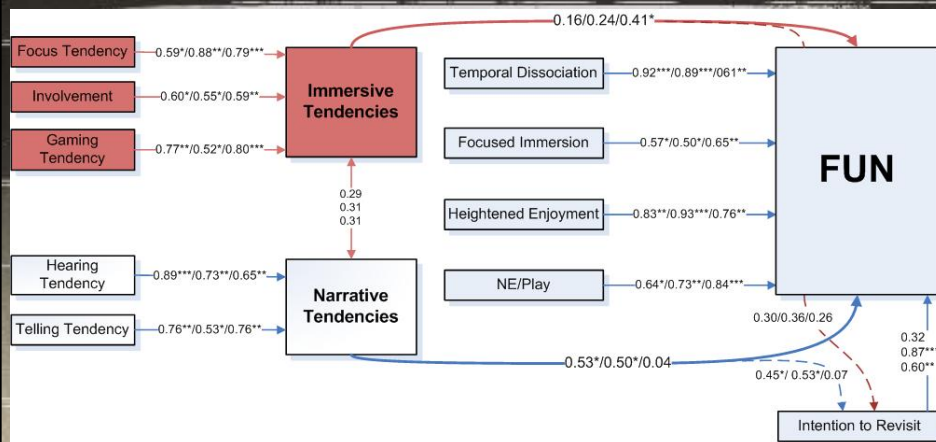 0.16/0.24/0.41*
Focus Tendency
0.59*/0.88**/0.79***
Involvement
0.60*/0.55*/0.59**
Gaming
Tendency
0.77**/0.52*/0.80***
Immersive
Tendencies
Temporal Dissociation
0.92***/0.89***/061**
Focused Immersion
0.57*/0.50*/0.65**
Heightened Enjoyment
0.83**/0.93***/0.76**
NE/Play
0.64*/0.73**/0.84***
FUN
0.29
0.31
0.31
Hearing
Tendency
0.89***/0.73**/0.65**
Telling Tendency
0.76**/0.53*/0.76**
Narrative
Tendencies
0.53*/0.50*/0.04
0.30/0.36/0.26
0.45*/ 0.53*/0.07
0.32
0.87***
0.60**
Intention to Revisit